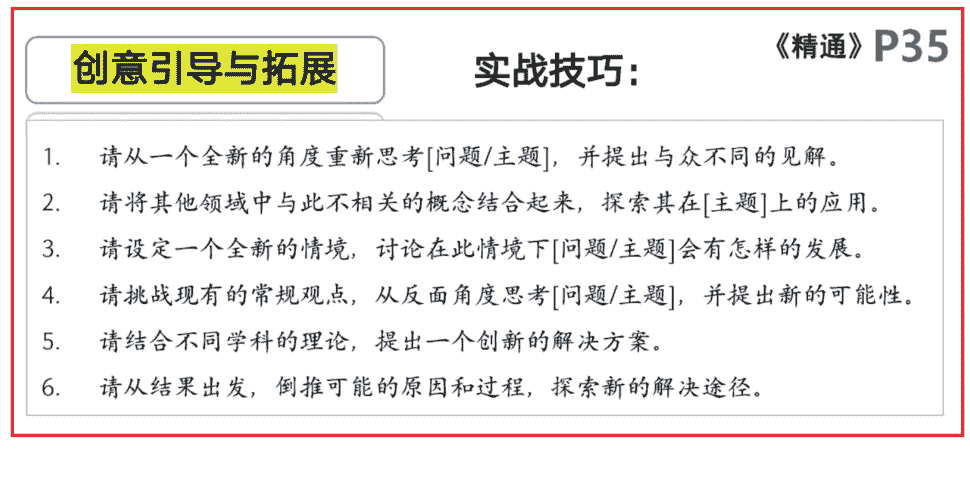 《精通》P35
创意引导与拓展
实战技巧：
1. 请从一个全新的角度重新思考[问题/主题]，并提出与众不同的见解。
2. 请将其他领域中与此不相关的概念结合起来，探索其在[主题]上的应用。
3. 请设定一个全新的情境，讨论在此情境下[问题/主题]会有怎样的发展。
4. 请挑战现有的常规观点，从反面角度思考[问题/主题]，并提出新的可能性。
5. 请结合不同学科的理论，提出一个创新的解决方案。
6. 请从结果出发，倒推可能的原因和过程，探索新的解决途径。